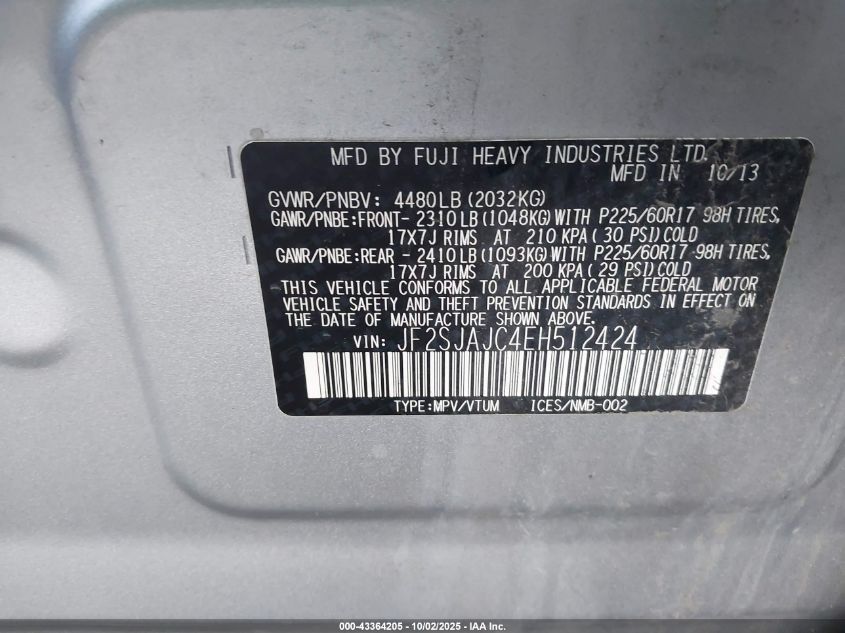 MFD BY FUJI HEAVY INDUSTRIES LTD.
MFD IN 10/13
GVWR/PNBV: 4480LB (2032KG)
GAWR/PNBE:FRONT- 2310LB (1048KG) WITH P225/60R17 98H TIRES,
17X7J RIMS AT 210 KPA ( 30 PSI) COLD
GAWR/PNBE:REAR - 2410LB (1093KG) WITH P225/60R17 98H TIRES,
17X7J RIMS AT 200 KPA ( 29 PSI) COLD
THIS VEHICLE CONFORMS TO ALL APPLICABLE FEDERAL MOTOR
VEHICLE SAFETY AND THEFT PREVENTION STANDARDS IN EFFECT ON
THE DATE OF MANUFACTURE SHOWN ABOVE.
VIN: JF2SJAJC4EH512424
TYPE:MPV/VTUM ICES/NMB-002
000-43364205 - 10/02/2025 - IAA Inc.